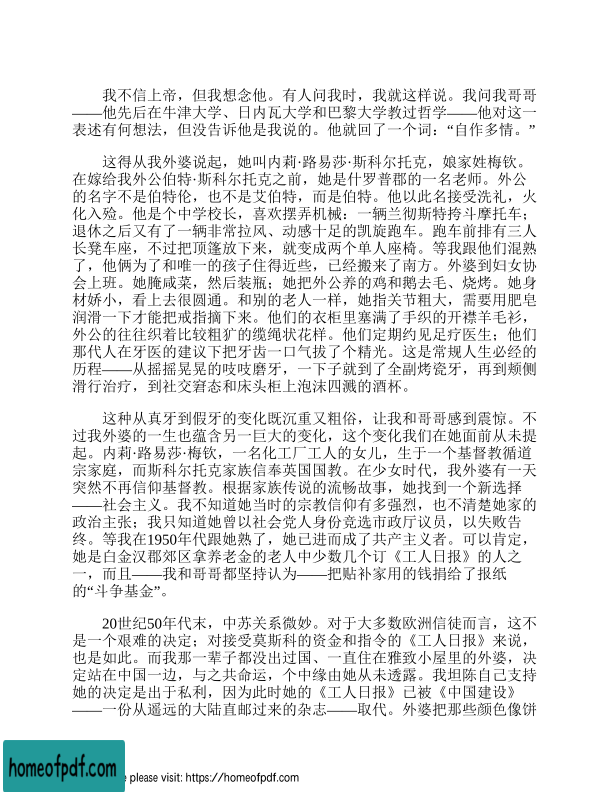 我不信上帝，但我想念他。有人问我时，我就这样说。我问我哥哥
——他先后在牛津大学、日内瓦大学和巴黎大学教过哲学——他对这一
表述有何想法，但没告诉他是我说的。他就回了一个词：“自作多情。”
这得从我外婆说起，她叫内莉·路易莎·斯科尔托克，娘家姓梅钦。
在嫁给我外公伯特·斯科尔托克之前，她是什罗普郡的一名老师。外公
的名字不是伯特伦，也不是艾伯特，而是伯特。他以此名接受洗礼，火
化入殓。他是个中学校长，喜欢摆弄机械：一辆兰彻斯特挎斗摩托车；
退休之后又有了一辆非常拉风、动感十足的凯旋跑车。跑车前排有三人
长凳车座，不过把顶篷放下来，就变成两个单人座椅。等我跟他们混熟
了，他俩为了和唯一的孩子住得近些，已经搬来了南方。外婆到妇女协
会上班。她腌咸菜，然后装瓶；她把外公养的鸡和鹅去毛、烧烤。她身
材娇小，看上去很圆通。和别的老人一样，她指关节粗大，需要用肥皂
润滑一下才能把戒指摘下来。他们的衣柜里塞满了手织的开襟羊毛衫，
外公的往往织着比较粗犷的缆绳状花样。他们定期约见足疗医生；他们
那代人在牙医的建议下把牙齿一口气拔了个精光。这是常规人生必经的
历程——从摇摇晃晃的吱吱磨牙，一下子就到了全副烤瓷牙，再到颊侧
滑行治疗，到社交窘态和床头柜上泡沫四溅的酒杯。
这种从真牙到假牙的变化既沉重又粗俗，让我和哥哥感到震惊。不
过我外婆的一生也蕴含另一巨大的变化，这个变化我们在她面前从未提
起。内莉·路易莎·梅钦，一名化工厂工人的女儿，生于一个基督教循道
宗家庭，而斯科尔托克家族信奉英国国教。在少女时代，我外婆有一天
突然不再信仰基督教。根据家族传说的流畅故事，她找到一个新选择
——社会主义。我不知道她当时的宗教信仰有多强烈，也不清楚她家的
政治主张；我只知道她曾以社会党人身份竞选市政厅议员，以失败告
终。等我在1950年代跟她熟了，她已进而成了共产主义者。可以肯定，
她是白金汉郡郊区拿养老金的老人中少数几个订《工人日报》的人之
一，而且——我和哥哥都坚持认为——把贴补家用的钱捐给了报纸
的“斗争基金”。
20世纪50年代末，中苏关系微妙。对于大多数欧洲信徒而言，这不
是一个艰难的决定；对接受莫斯科的资金和指令的《工人日报》来说，
也是如此。而我那一辈子都没出过国、一直住在雅致小屋里的外婆，决
定站在中国一边，与之共命运，个中缘由她从未透露。我坦陈自己支持
她的决定是出于私利，因为此时她的《工人日报》已被《中国建设》
——一份从遥远的大陆直邮过来的杂志——取代。外婆把那些颜色像饼
homeofpdf.com
e please visit: https://homeofpdf.com